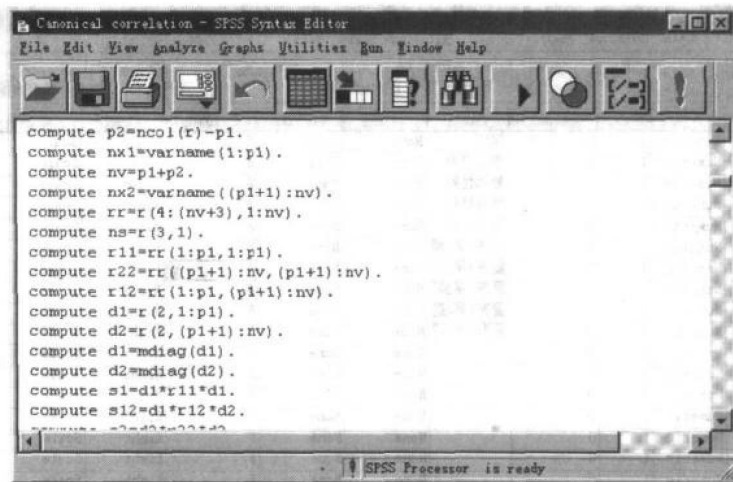 Canonical correlation - SPSS Syntax Editor
File Edit View Analyze Graphs Utilities Run Window Help
compute p2=ncol(r)-p1.
compute nx1=varname(1:p1).
compute nv=p1+p2.
compute nx2=varname((p1+1):nv).
compute rr=r(4:(nv+3),1:nv).
compute ns=r(3,1).
compute r11=rr(1:p1,1:p1).
compute r22=rr((p1+1):nv,(p1+1):nv).
compute r12=rr(1:p1,(p1+1):nv).
compute d1=r(2,1:p1).
compute d2=r(2,(p1+1):nv).
compute d1=mdiag(d1).
compute d2=mdiag(d2).
compute s1=d1*r11*d1.
compute s12=d1*r12*d2.
SPSS Processor is ready